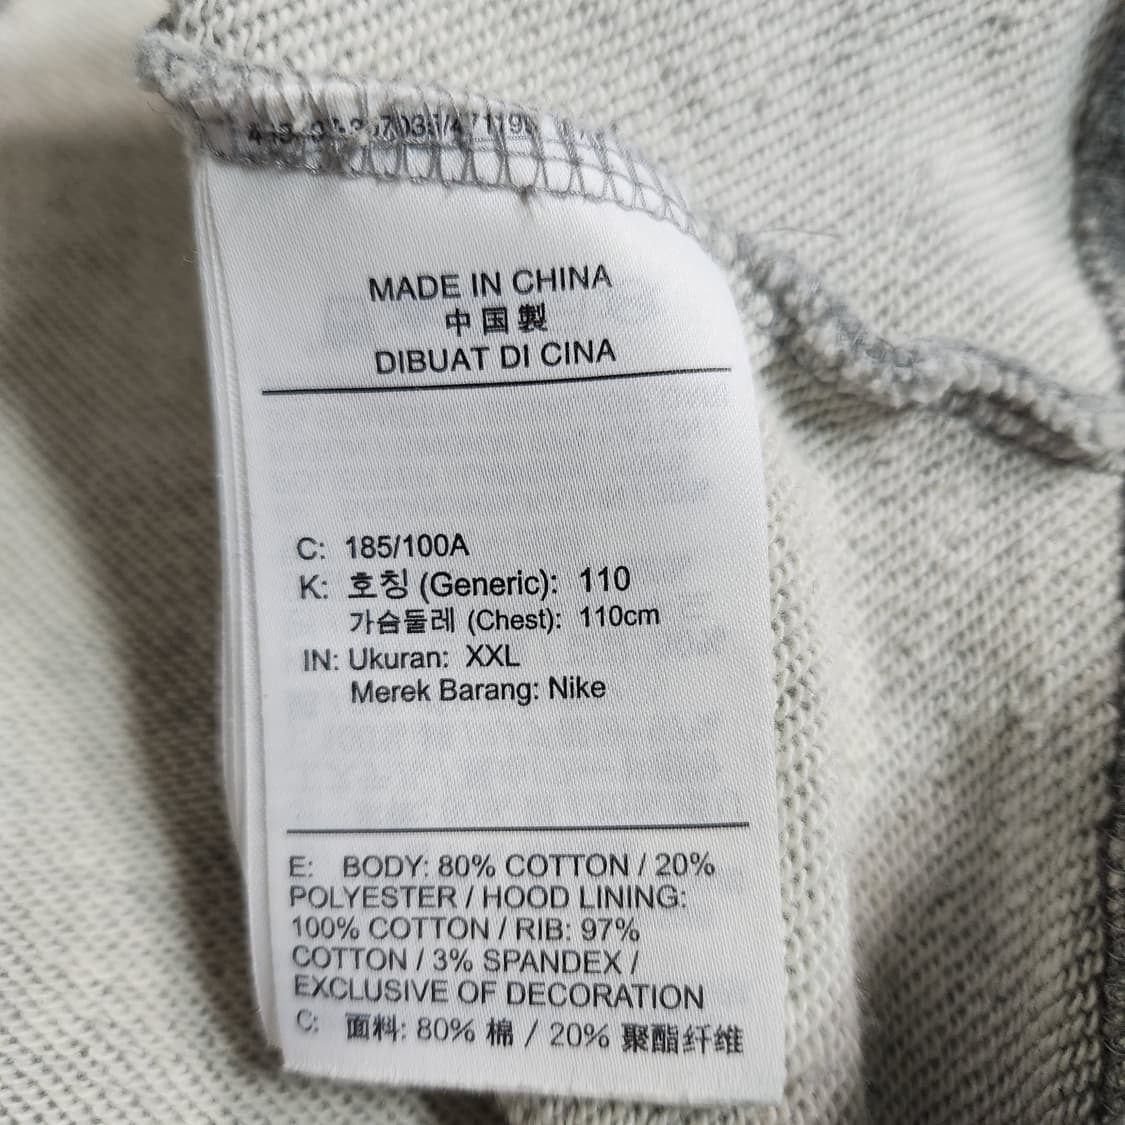 MADE IN CHINA
中国製
DIBUAT DI CINA
C: 185/100A
K: 호칭 (Generic): 110
가슴둘레 (Chest): 110cm
IN: Ukuran: XXL
Merek Barang: Nike
E: BODY: 80% COTTON / 20%
POLYESTER / HOOD LINING:
100% COTTON / RIB: 97%
COTTON / 3% SPANDEX /
EXCLUSIVE OF DECORATION
C: 面料: 80% 棉 / 20% 聚酯纤维